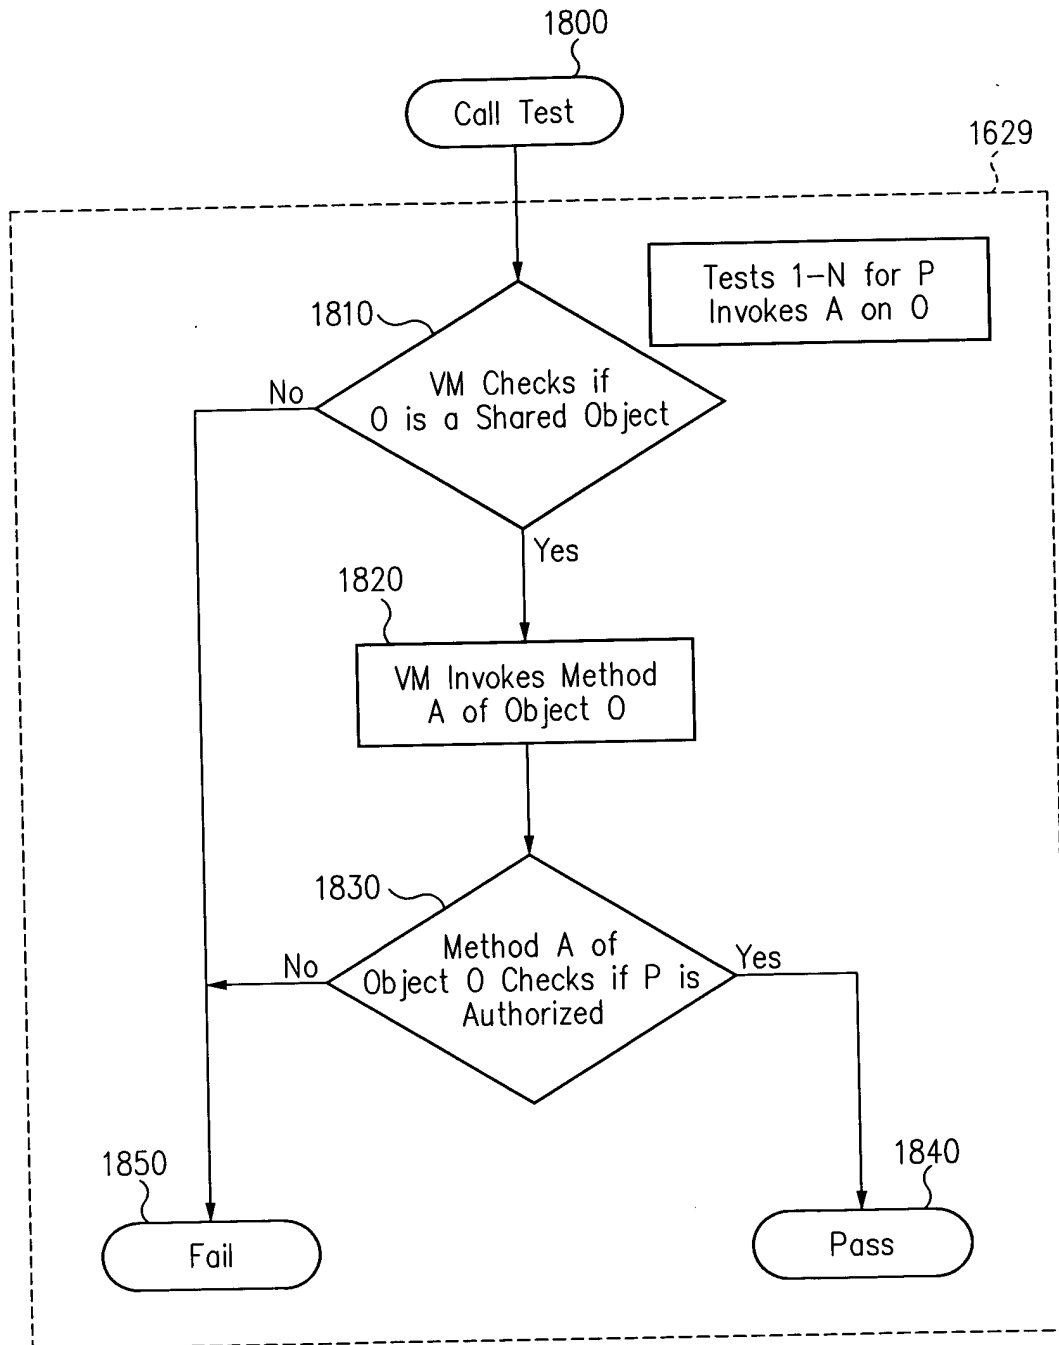 1800
Call Test
1629
Tests 1-N for P
Invokes A on O
1810
No
VM Checks if
O is a Shared Object
Yes
1820
VM Invokes Method
A of Object O
1830
No
Method A of
Object O Checks if P is
Authorized
Yes
1850
Fail
1840
Pass